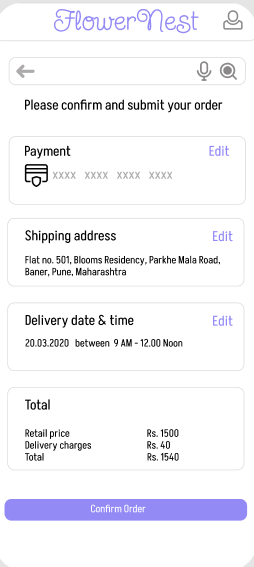 FlowerNest
Please confirm and submit your order
Payment Edit
xxxx xxxx xxxx xxxx
Shipping address Edit
Flat no. 501, Blooms Residency, Parkhe Mala Road,
Baner, Pune, Maharashtra
Delivery date & time Edit
20.03.2020 between 9 AM - 12.00 Noon
Total
Retail price Rs. 1500
Delivery charges Rs. 40
Total Rs. 1540
Confirm Order